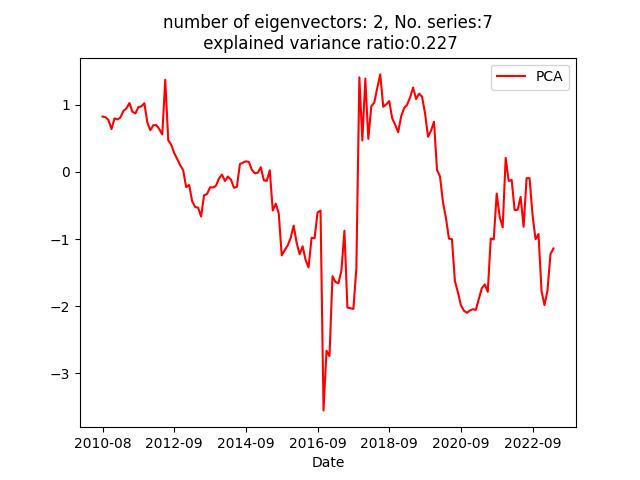 number of eigenvectors: 2, No. series:7
explained variance ratio:0.227
PCA
1
0
−1
−2
−3
2010-08 2012-09 2014-09 2016-09 2018-09 2020-09 2022-09
Date